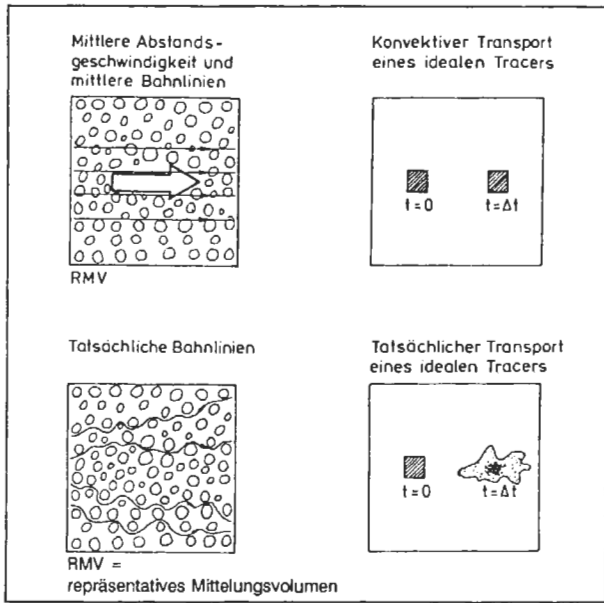 Mittlere Abstands-
geschwindigkeit und
mittlere Bahnlinien
RMV
Konvektiver Transport
eines idealen Tracers
t=0
t=Δt
Tatsächliche Bahnlinien
RMV =
repräsentatives Mittelungsvolumen
Tatsächlicher Transport
eines idealen Tracers
t=0
t=Δt